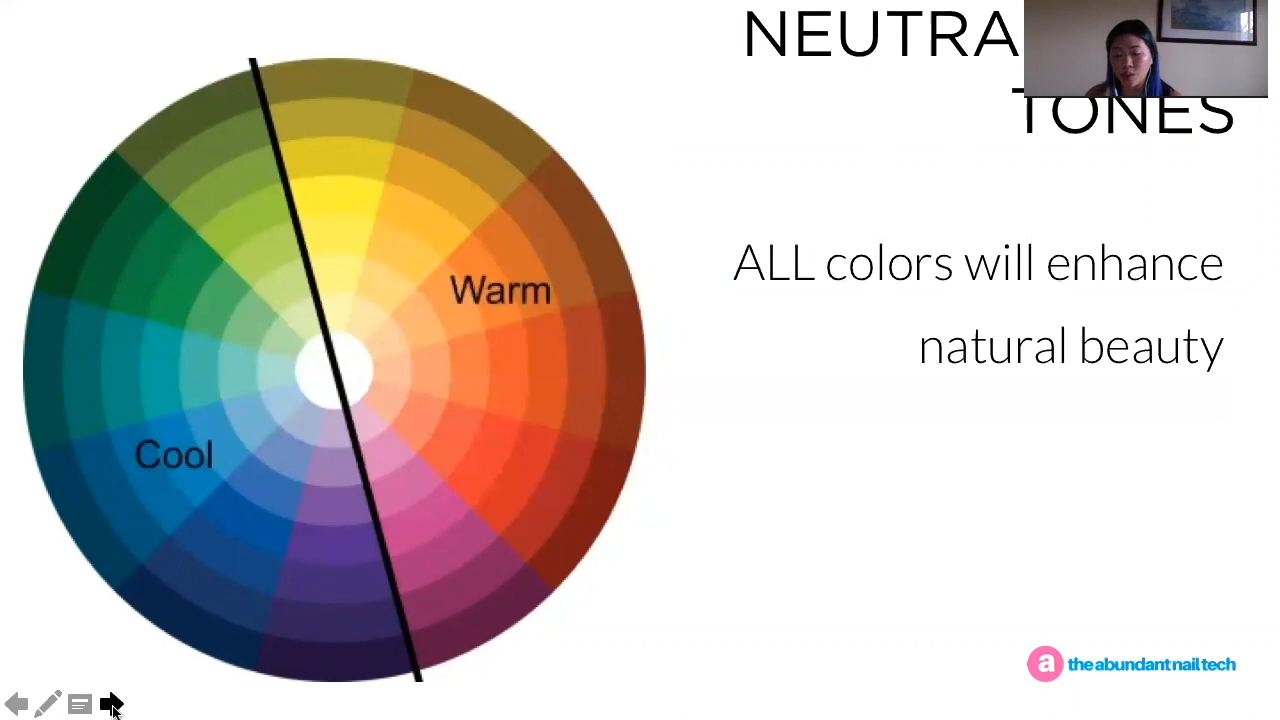 NEUTRA
TONES
ALL colors will enhance
natural beauty
Warm
Cool
a the abundant nail tech